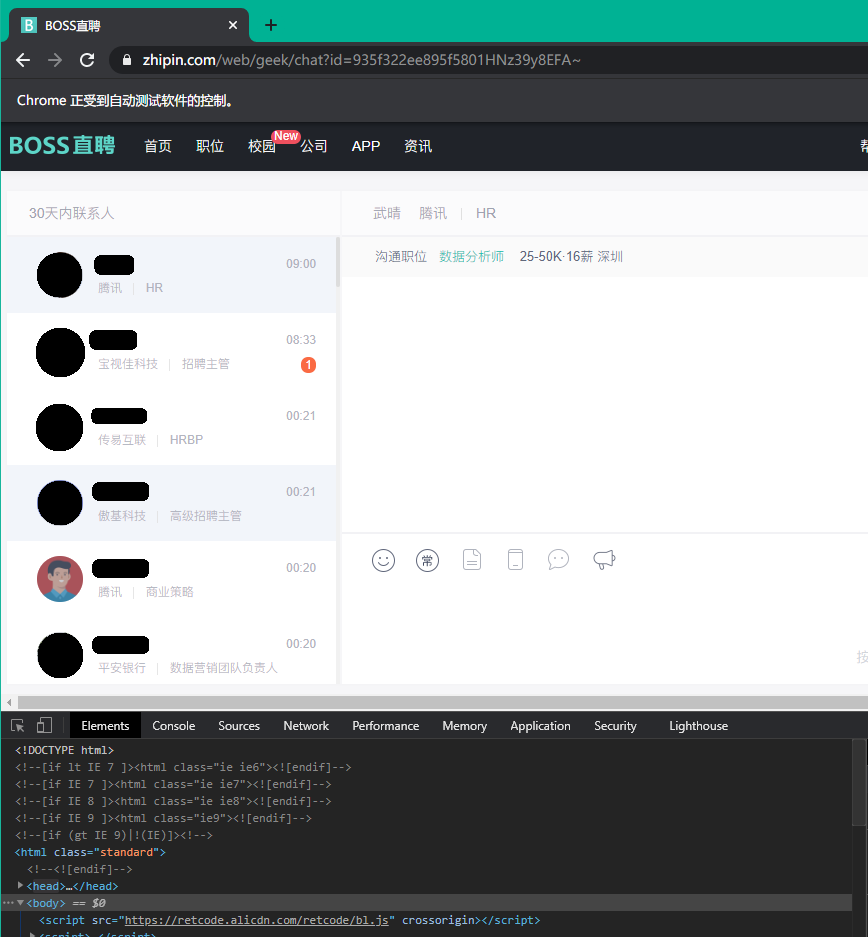 BOSS直聘
zhipin.com/web/geek/chat?id=935f322ee895f5801HNz39y8EFA~
Chrome 正受到自动测试软件的控制。
BOSS直聘 首页 职位 校园 New 公司 APP 资讯 帮
30天内联系人
武晴 腾讯 | HR
沟通职位 数据分析师 25-50K·16薪 深圳
09:00
腾讯 | HR
08:33
宝视佳科技 | 招聘主管 1
00:21
传易互联 | HRBP
00:21
傲基科技 | 高级招聘主管
00:20
腾讯 | 商业策略
00:20
平安银行 | 数据营销团队负责人
常
按
Elements Console Sources Network Performance Memory Application Security Lighthouse
<!DOCTYPE html>
<!--[if lt IE 7 ]><html class="ie ie6"><![endif]-->
<!--[if IE 7 ]><html class="ie ie7"><![endif]-->
<!--[if IE 8 ]><html class="ie ie8"><![endif]-->
<!--[if IE 9 ]><html class="ie9"><![endif]-->
<!--[if (gt IE 9)|!(IE)]><!-->
<html class="standard">
<!--<![endif]-->
<head>…</head>
<body> == $0
<script src="https://retcode.alicdn.com/retcode/bl.js" crossorigin></script>
<script>…</script>